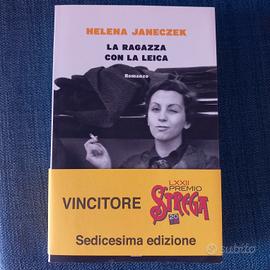 HELENA JANECZEK
LA RAGAZZA
CON LA LEICA
Romanzo
VINCITORE
LXXII
PREMIO
STREGA
Sedicesima edizione
subito